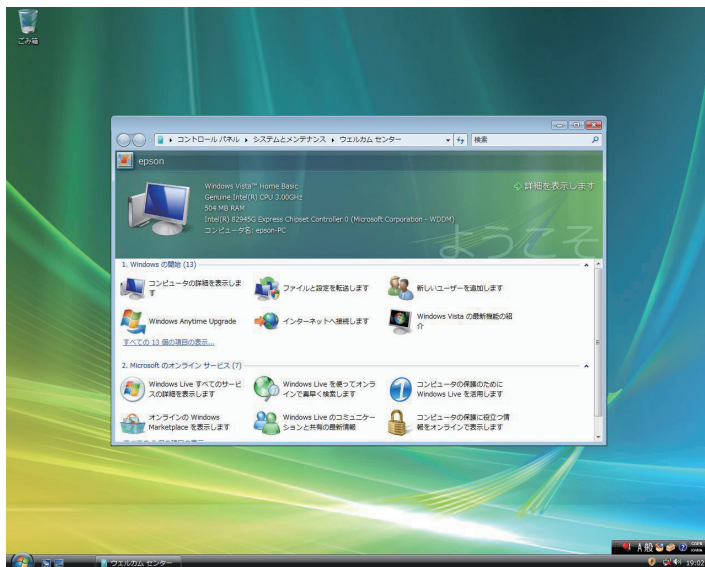 ごみ箱
コントロール パネル ▸ システムとメンテナンス ▸ ウエルカム センター
検索
epson
詳細を表示します
Windows Vista™ Home Basic
Genuine Intel(R) CPU 3.00GHz
504 MB RAM
Intel(R) 82945G Express Chipset Controller 0 (Microsoft Corporation - WDDM)
コンピュータ名: epson-PC
ようこそ
1. Windows の開始 (13)
コンピュータの詳細を表示しま
す
ファイルと設定を転送します
新しいユーザーを追加します
Windows Anytime Upgrade
インターネットへ接続します
Windows Vista の最新機能の紹
介
すべての 13 個の項目の表示...
2. Microsoft のオンライン サービス (7)
Windows Live すべてのサービ
スの詳細を表示します
Windows Live を使ってオンラ
インで素早く検索します
コンピュータの保護のために
Windows Live を活用します
オンラインの Windows
Marketplace を表示します
Windows Live のコミュニケー
ションと共有の最新情報
コンピュータの保護に役立つ情
報をオンラインで表示します
A 般
CAPS
KANA
ウエルカム センター
19:02